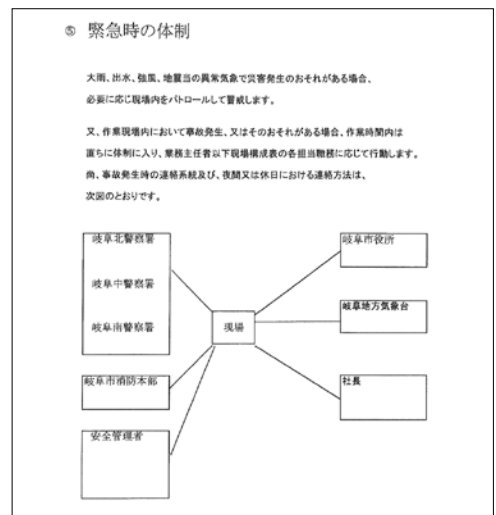 ⑤ 緊急時の体制
大雨、出水、強風、地震当の異常気象で災害発生のおそれがある場合、
必要に応じ現場内をパトロールして警戒します。
又、作業現場内において事故発生、又はそのおそれがある場合、作業時間内は
直ちに体制に入り、業務主任者以下現場構成表の各担当職務に応じて行動します。
尚、事故発生時の連絡系統及び、夜間又は休日における連絡方法は、
次図のとおりです。
岐阜北警察署
岐阜中警察署
岐阜南警察署
岐阜市消防本部
安全管理者
現場
岐阜市役所
岐阜地方気象台
社長